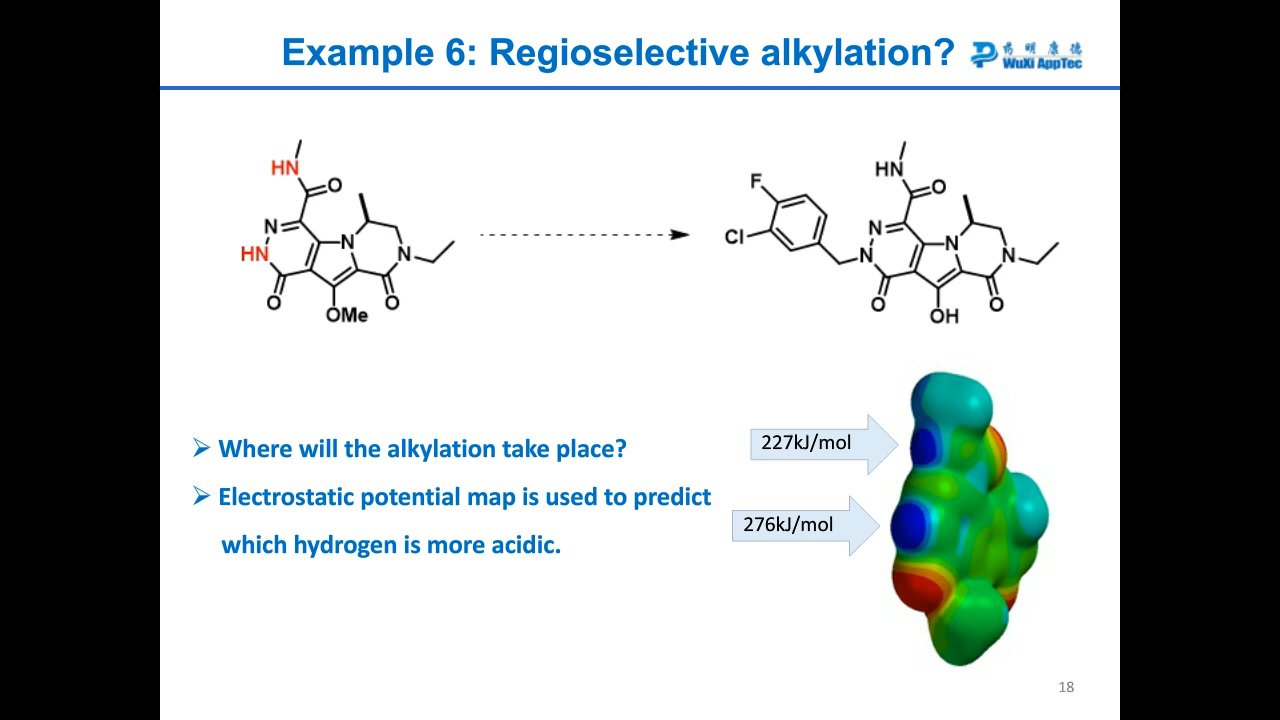 Example 6: Regioselective alkylation?
药 明 康 德
WuXi AppTec
HN
O
N
HN
N
N
O
O
OMe
HN
O
F
Cl
N
N
N
N
O
O
OH
Where will the alkylation take place?
Electrostatic potential map is used to predict
which hydrogen is more acidic.
227kJ/mol
276kJ/mol
18